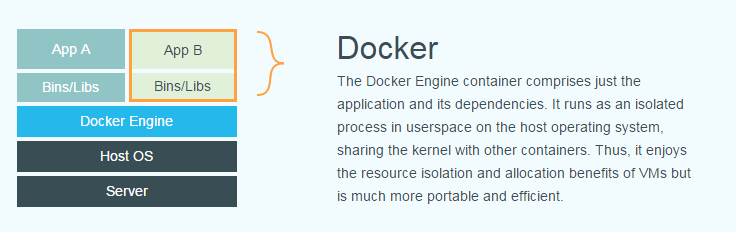 App A
App B
Bins/Libs
Bins/Libs
Docker Engine
Host OS
Server
Docker
The Docker Engine container comprises just the
application and its dependencies. It runs as an isolated
process in userspace on the host operating system,
sharing the kernel with other containers. Thus, it enjoys
the resource isolation and allocation benefits of VMs but
is much more portable and efficient.